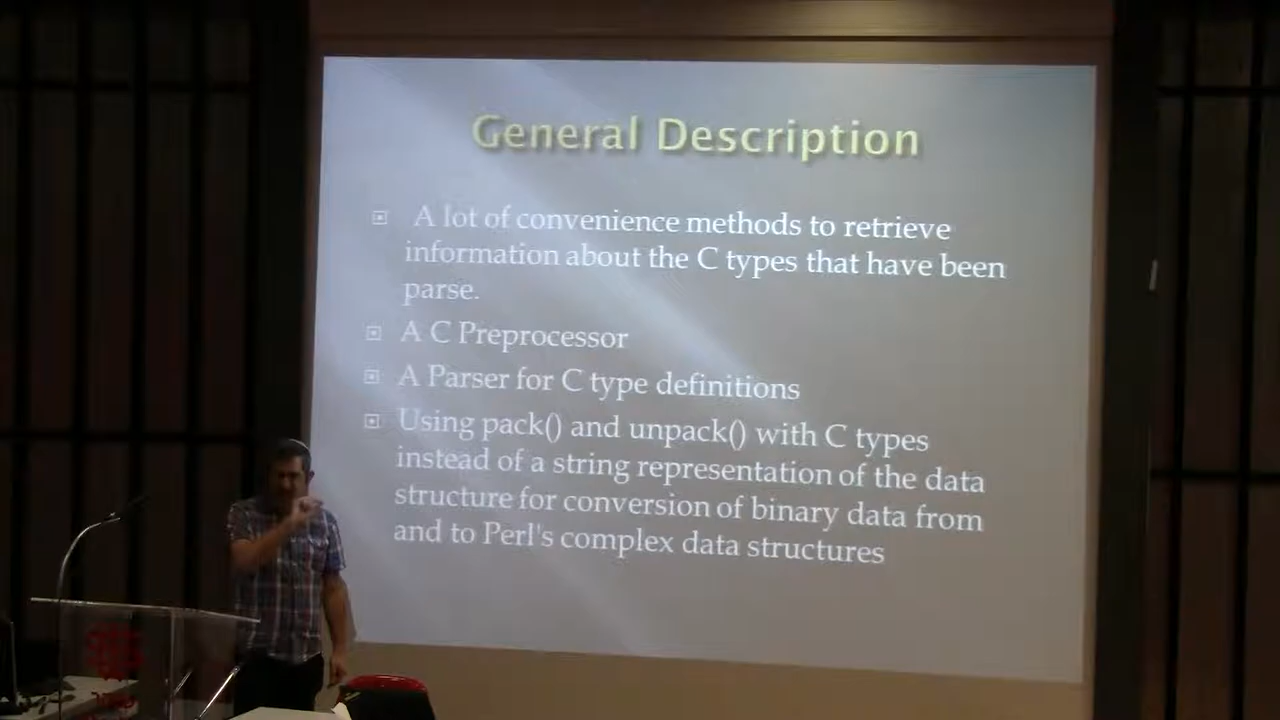 General Description
A lot of convenience methods to retrieve
information about the C types that have been
parse.
A C Preprocessor
A Parser for C type definitions
Using pack() and unpack() with C types
instead of a string representation of the data
structure for conversion of binary data from
and to Perl's complex data structures